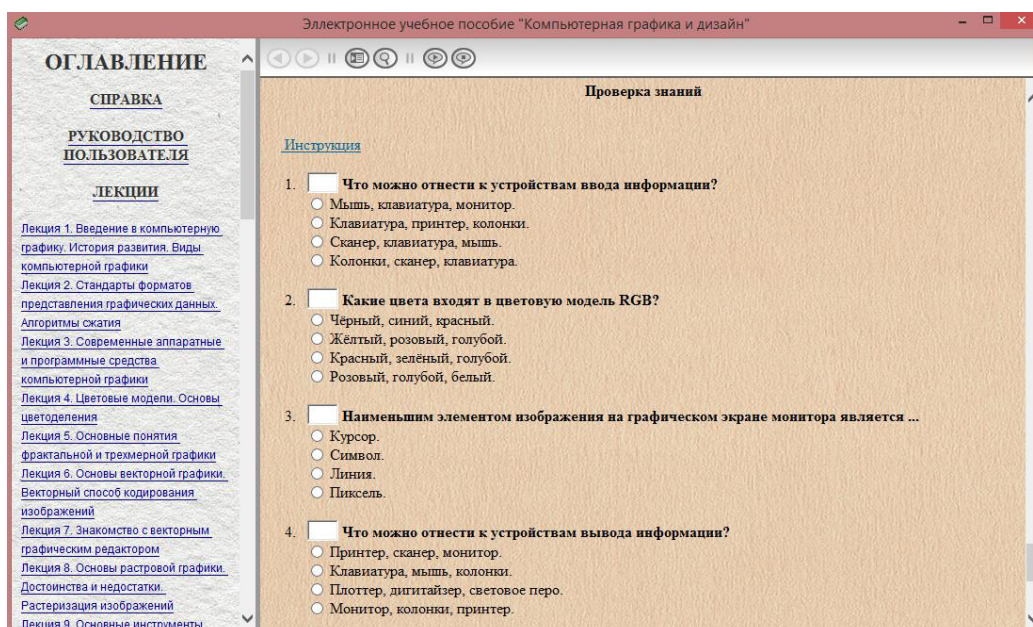 Эллектронное учебное пособие "Компьютерная графика и дизайн"
ОГЛАВЛЕНИЕ
СПРАВКА
РУКОВОДСТВО
ПОЛЬЗОВАТЕЛЯ
ЛЕКЦИИ
Лекция 1. Введение в компьютерную
графику. История развития. Виды
компьютерной графики
Лекция 2. Стандарты форматов
представления графических данных.
Алгоритмы сжатия
Лекция 3. Современные аппаратные
и программные средства
компьютерной графики
Лекция 4. Цветовые модели. Основы
цветоделения
Лекция 5. Основные понятия
фрактальной и трехмерной графики
Лекция 6. Основы векторной графики.
Векторный способ кодирования
изображений
Лекция 7. Знакомство с векторным
графическим редактором
Лекция 8. Основы растровой графики.
Достоинства и недостатки.
Растеризация изображений
Лекция 9. Основные инструменты
Проверка знаний
Инструкция
1. Что можно отнести к устройствам ввода информации?
Мышь, клавиатура, монитор.
Клавиатура, принтер, колонки.
Сканер, клавиатура, мышь.
Колонки, сканер, клавиатура.
2. Какие цвета входят в цветовую модель RGB?
Чёрный, синий, красный.
Жёлтый, розовый, голубой.
Красный, зелёный, голубой.
Розовый, голубой, белый.
3. Наименьшим элементом изображения на графическом экране монитора является ...
Курсор.
Символ.
Линия.
Пиксель.
4. Что можно отнести к устройствам вывода информации?
Принтер, сканер, монитор.
Клавиатура, мышь, колонки.
Плоттер, дигитайзер, световое перо.
Монитор, колонки, принтер.